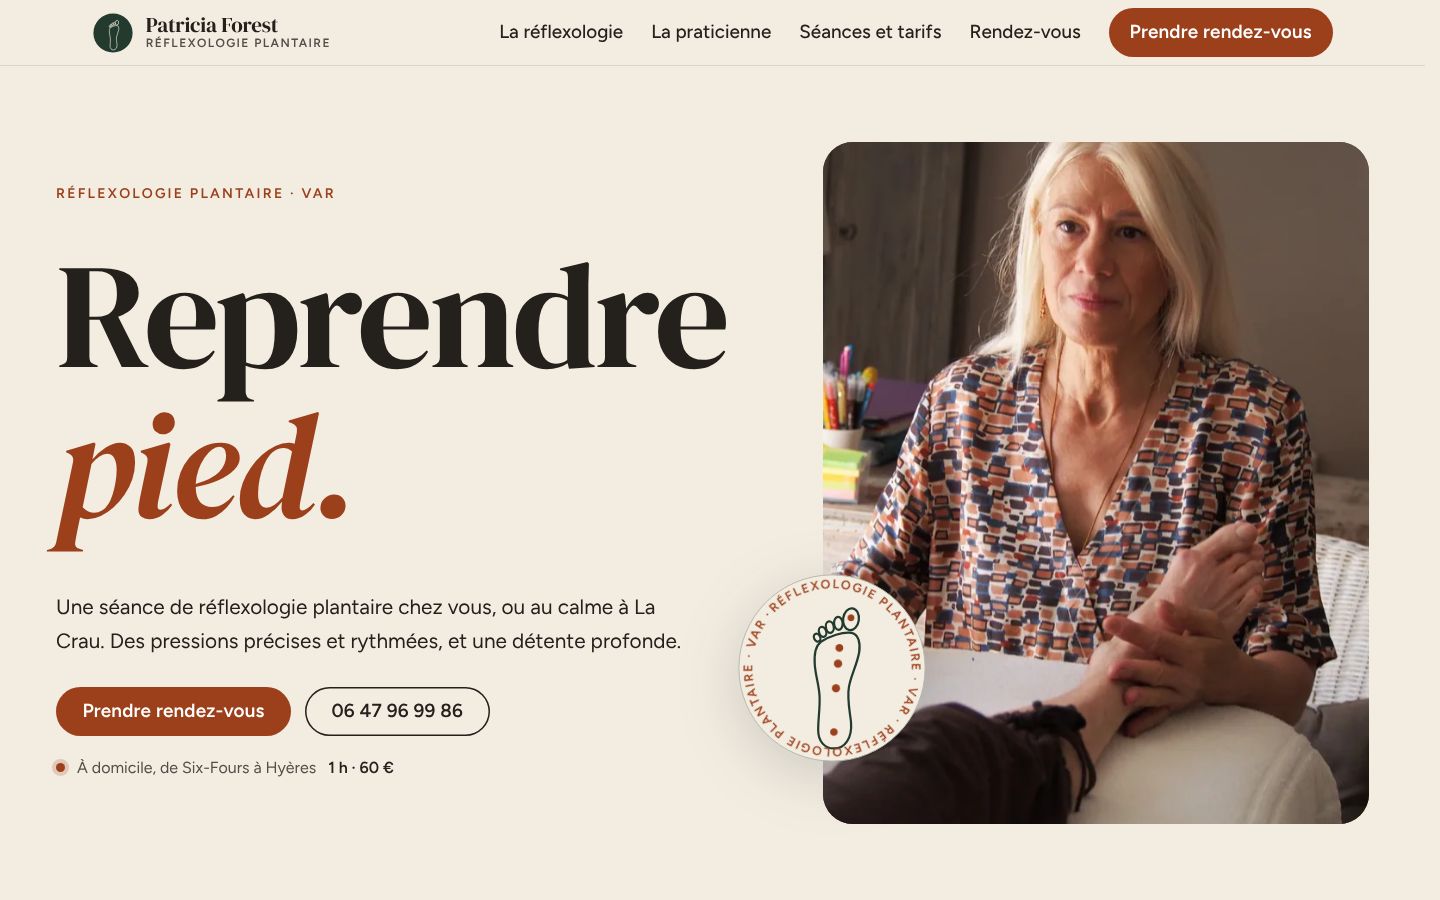 Patricia Forest
RÉFLEXOLOGIE PLANTAIRE
La réflexologie
La praticienne
Séances et tarifs
Rendez-vous
Prendre rendez-vous
RÉFLEXOLOGIE PLANTAIRE · VAR
Reprendre
pied.
Une séance de réflexologie plantaire chez vous, ou au calme à La
Crau. Des pressions précises et rythmées, et une détente profonde.
Prendre rendez-vous
06 47 96 99 86
À domicile, de Six-Fours à Hyères 1 h · 60 €
RÉFLEXOLOGIE PLANTAIRE · VAR · RÉFLEXOLOGIE PLANTAIRE · VAR ·